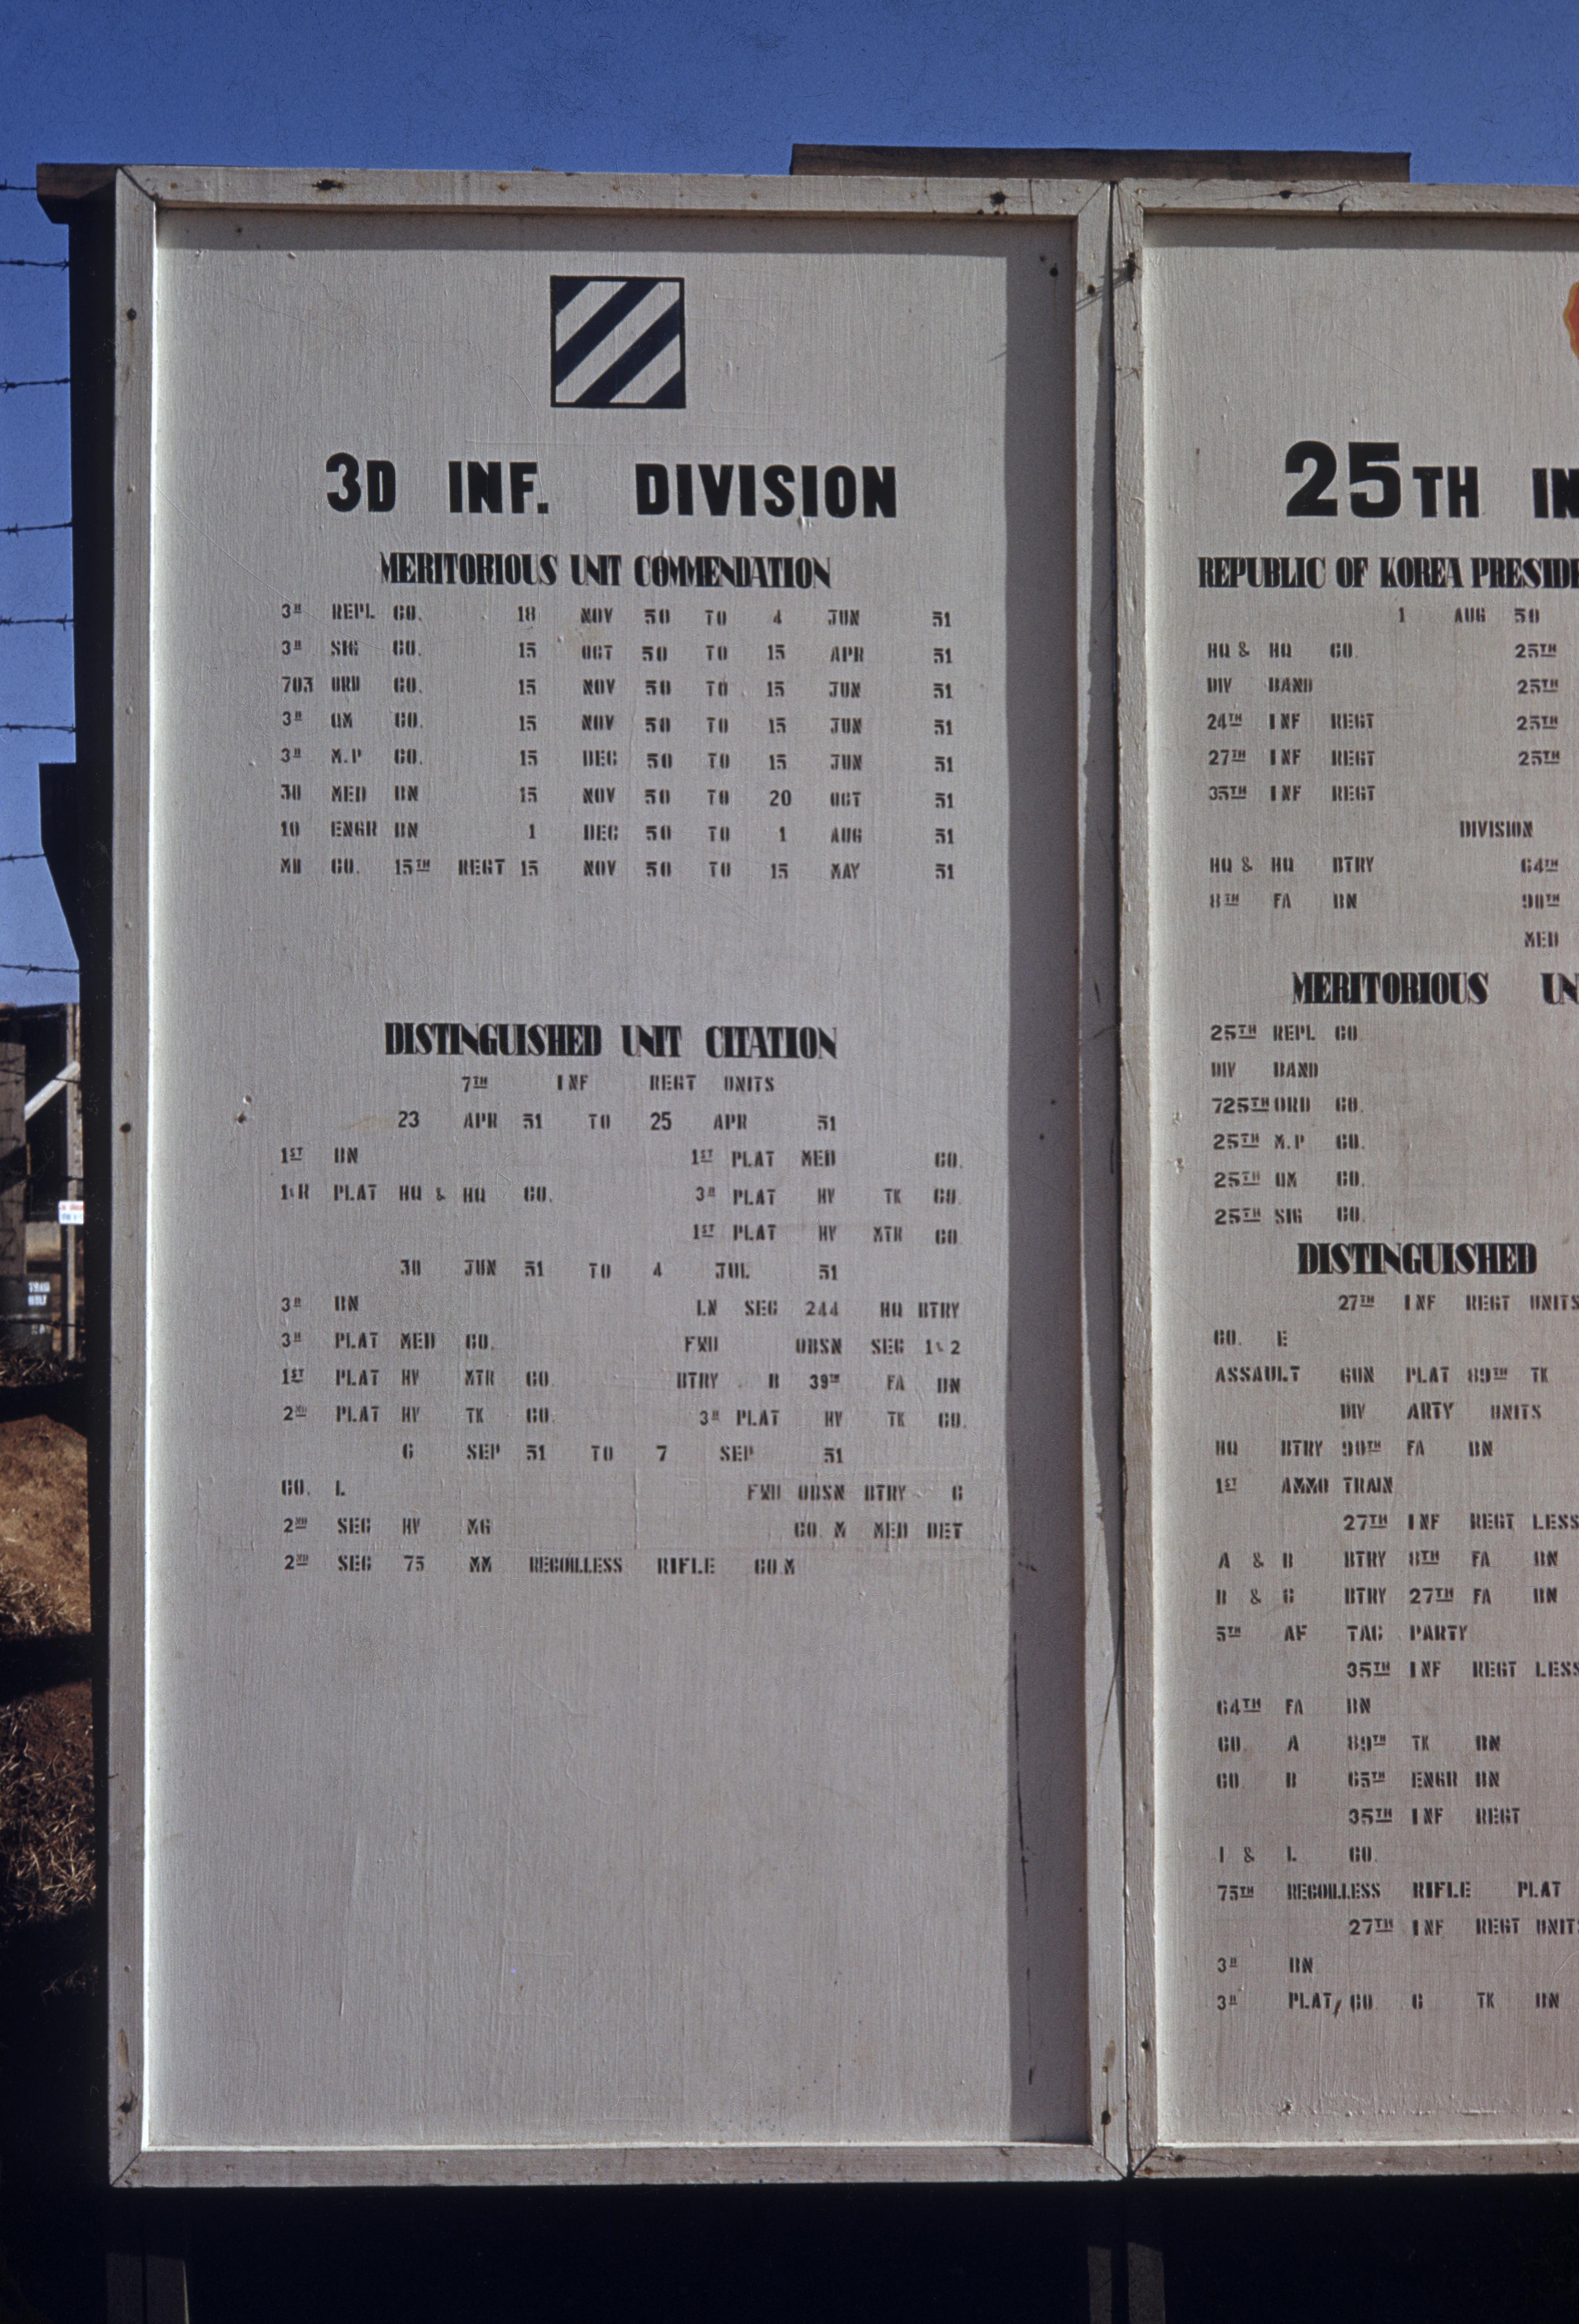 3D INF. DIVISION
MERITORIOUS UNIT COMMENDATION
3D REPL CO. 18 NOV 50 TO 4 JUN 51
3D SIG CO. 15 OCT 50 TO 15 APR 51
703 ORD CO. 15 NOV 50 TO 15 JUN 51
3D QM CO. 15 NOV 50 TO 15 JUN 51
3D M.P CO. 15 DEC 50 TO 15 JUN 51
30 MED BN 15 NOV 50 TO 20 OCT 51
10 ENGR BN 1 DEC 50 TO 1 AUG 51
MD CO. 15TH REGT 15 NOV 50 TO 15 MAY 51
DISTINGUISHED UNIT CITATION
7TH INF REGT UNITS
23 APR 51 TO 25 APR 51
1ST BN 1ST PLAT MED CO.
I&R PLAT HQ & HQ CO. 3D PLAT HV TK CO.
1ST PLAT HV MTR CO.
30 JUN 51 TO 4 JUL 51
3D BN LN SEC 244 HQ BTRY
3D PLAT MED CO. FWD OBSN SEC 1&2
1ST PLAT HV MTR CO. BTRY B 39TH FA BN
2ND PLAT HV TK CO. 3D PLAT HV TK CO.
6 SEP 51 TO 7 SEP 51
CO. L FWD OBSN BTRY C
2ND SEC HV MG CO. M MED DET
2ND SEC 75 MM RECOILLESS RIFLE CO.M
25TH IN
REPUBLIC OF KOREA PRESIDE
1 AUG 50
HQ & HQ CO. 25TH
DIV BAND 25TH
24TH INF REGT 25TH
27TH INF REGT 25TH
35TH INF REGT
DIVISION
HQ & HQ BTRY 64TH
8TH FA BN 90TH
MED
MERITORIOUS UN
25TH REPL CO.
DIV BAND
725TH ORD CO.
25TH M.P CO.
25TH QM CO.
25TH SIG CO.
DISTINGUISHED
27TH INF REGT UNITS
CO. E
ASSAULT GUN PLAT 89TH TK
DIV ARTY UNITS
HQ BTRY 90TH FA BN
1ST AMMO TRAIN
27TH INF REGT LESS
A & B BTRY 8TH FA BN
B & C BTRY 27TH FA BN
5TH AF TAC PARTY
35TH INF REGT LESS
64TH FA BN
CO. A 89TH TK BN
CO. B 65TH ENGR BN
35TH INF REGT
I & L CO.
75TH RECOILLESS RIFLE PLAT
27TH INF REGT UNIT
3D BN
3D PLAT, CO C TK BN